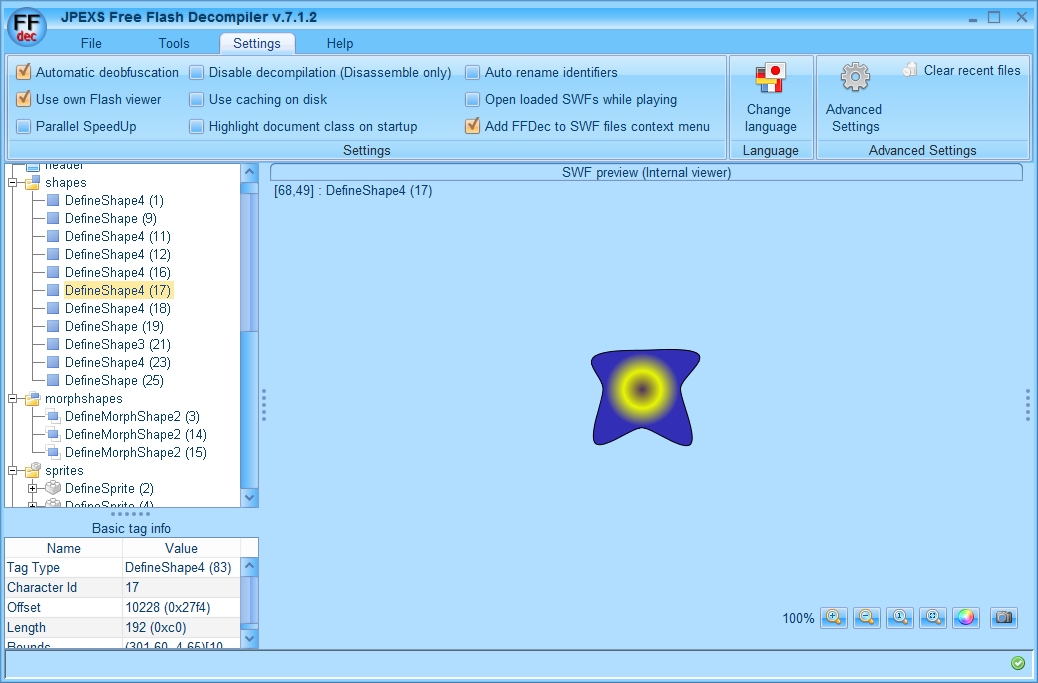 FF dec
JPEXS Free Flash Decompiler v.7.1.2
File Tools Settings Help
Automatic deobfuscation Disable decompilation (Disassemble only) Auto rename identifiers
Use own Flash viewer Use caching on disk Open loaded SWFs while playing
Parallel SpeedUp Highlight document class on startup Add FFDec to SWF files context menu
Settings
Change
language
Language
Advanced
Settings
Clear recent files
Advanced Settings
header
shapes
DefineShape4 (1)
DefineShape (9)
DefineShape4 (11)
DefineShape4 (12)
DefineShape4 (16)
DefineShape4 (17)
DefineShape4 (18)
DefineShape (19)
DefineShape3 (21)
DefineShape4 (23)
DefineShape (25)
morphshapes
DefineMorphShape2 (3)
DefineMorphShape2 (14)
DefineMorphShape2 (15)
sprites
DefineSprite (2)
DefineSprite (4)
Basic tag info
Name Value
Tag Type DefineShape4 (83)
Character Id 17
Offset 10228 (0x27f4)
Length 192 (0xc0)
Bounds
SWF preview (Internal viewer)
[68,49] : DefineShape4 (17)
100%